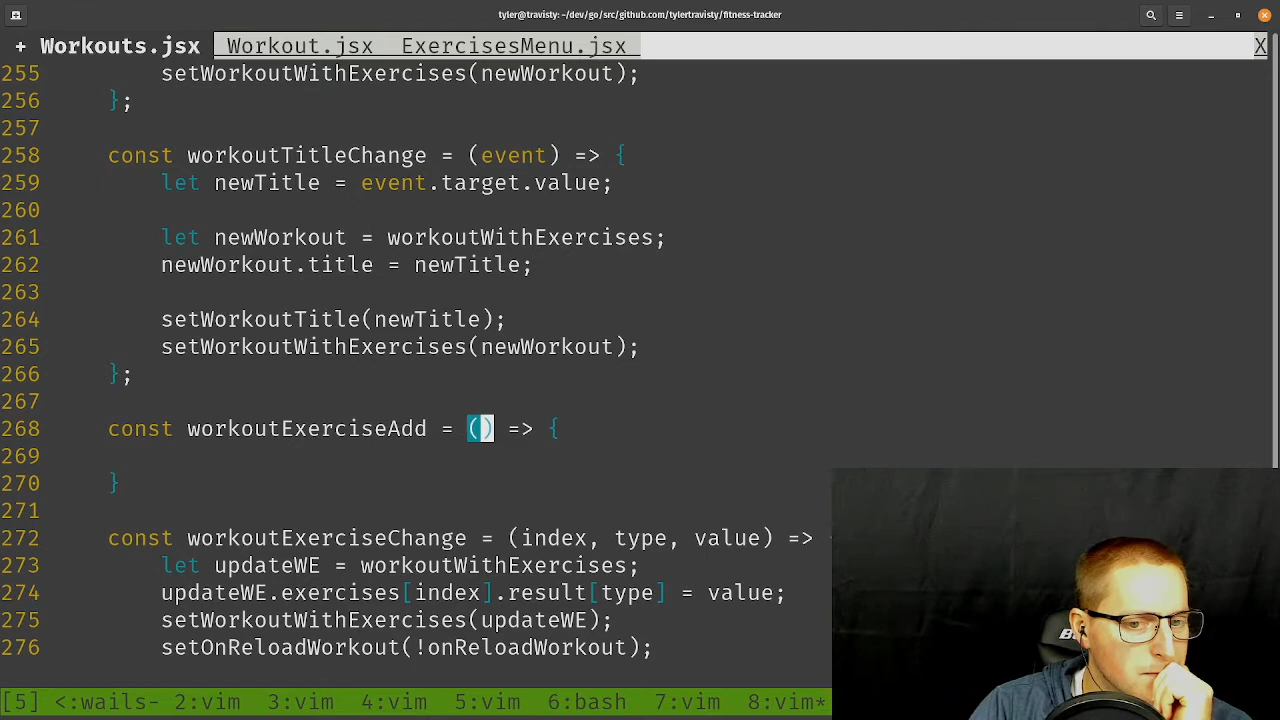 tyler@travisty: ~/dev/go/src/github.com/tylertravisty/fitness-tracker
+ Workouts.jsx Workout.jsx ExercisesMenu.jsx X
255 setWorkoutWithExercises(newWorkout);
256 };
257
258 const workoutTitleChange = (event) => {
259 let newTitle = event.target.value;
260
261 let newWorkout = workoutWithExercises;
262 newWorkout.title = newTitle;
263
264 setWorkoutTitle(newTitle);
265 setWorkoutWithExercises(newWorkout);
266 };
267
268 const workoutExerciseAdd = () => {
269
270 }
271
272 const workoutExerciseChange = (index, type, value) => {
273 let updateWE = workoutWithExercises;
274 updateWE.exercises[index].result[type] = value;
275 setWorkoutWithExercises(updateWE);
276 setOnReloadWorkout(!onReloadWorkout);
[5] <:wails- 2:vim 3:vim 4:vim 5:vim 6:bash 7:vim 8:vim*